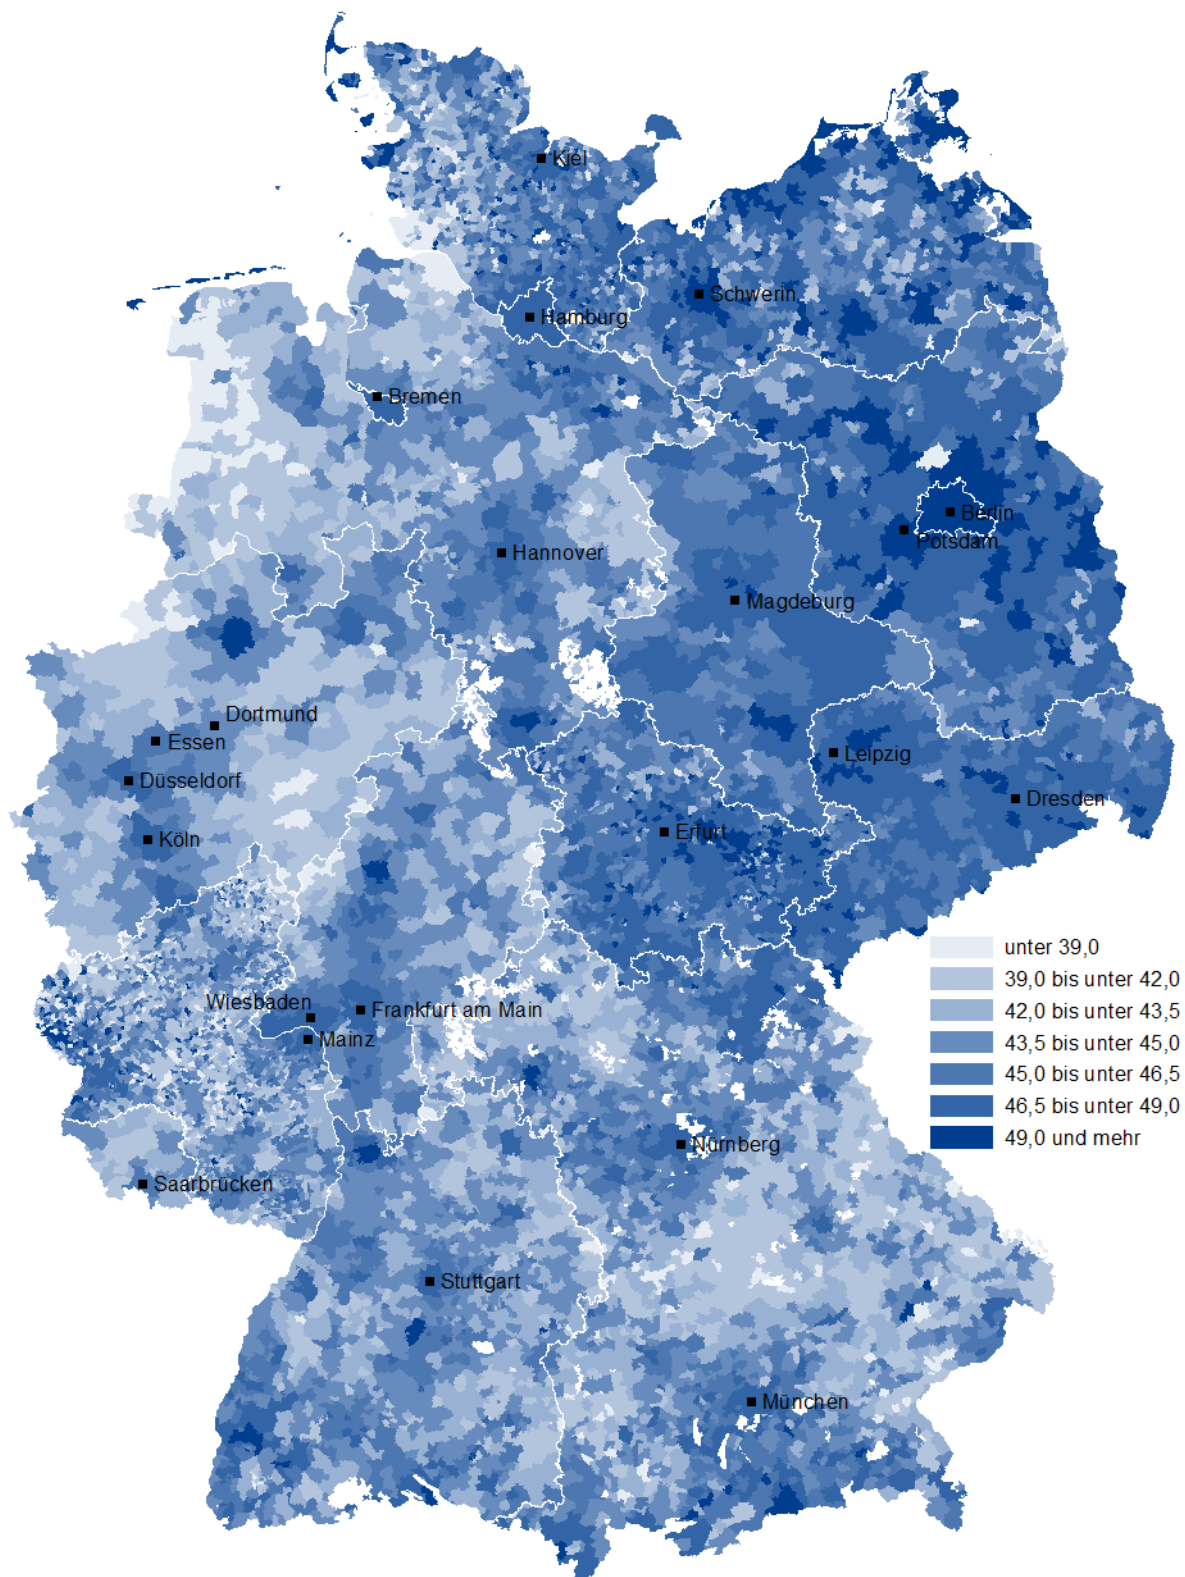 Kiel
Schwerin
Hamburg
Bremen
Berlin
Potsdam
Hannover
Magdeburg
Dortmund
Essen
Düsseldorf
Leipzig
Dresden
Köln
Erfurt
unter 39,0
39,0 bis unter 42,0
42,0 bis unter 43,5
43,5 bis unter 45,0
45,0 bis unter 46,5
46,5 bis unter 49,0
49,0 und mehr
Wiesbaden
Frankfurt am Main
Mainz
Nürnberg
Saarbrücken
Stuttgart
München